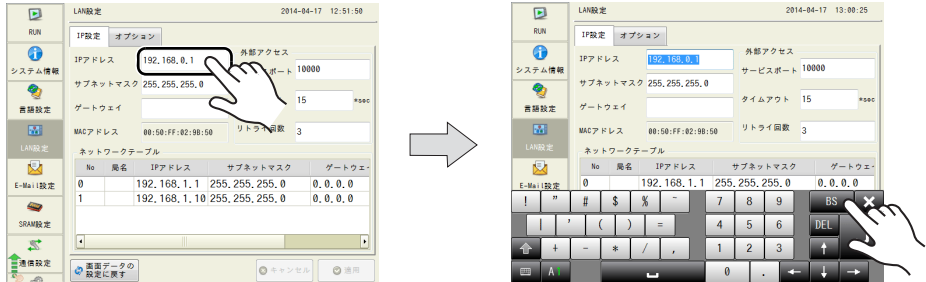 LAN設定 2014-04-17 12:51:50
RUN
システム情報
言語設定
LAN設定
E-Mail設定
SRAM設定
通信設定
IP設定 オプション
IPアドレス 192.168.0.1
サブネットマスク 255.255.255.0
ゲートウェイ
MACアドレス 00:50:FF:02:9B:50
外部アクセス
ポート 10000
15 *sec
リトライ回数 3
ネットワークテーブル
No 局名 IPアドレス サブネットマスク ゲートウェ
0 192.168.1.1 255.255.255.0 0.0.0.0
1 192.168.1.10 255.255.255.0 0.0.0.0
画面データの
設定に戻す
キャンセル 適用
LAN設定 2014-04-17 13:00:25
RUN
システム情報
言語設定
LAN設定
E-Mail設定
IP設定 オプション
IPアドレス 192.168.0.1
サブネットマスク 255.255.255.0
ゲートウェイ
MACアドレス 00:50:FF:02:9B:50
外部アクセス
サービスポート 10000
タイムアウト 15 *sec
リトライ回数 3
ネットワークテーブル
No 局名 IPアドレス サブネットマスク ゲートウェ
0 192.168.1.1 255.255.255.0 0.0.0.0
! " # $ % ¯ 7 8 9 BS
| ' ( ) = 4 5 6 DEL
+ - * / , 1 2 3 ↑
A 0 . ← ↓ →